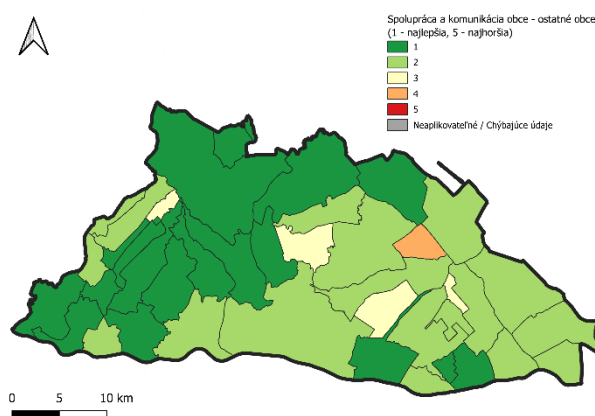 Spolupráca a komunikácia obce - ostatné obce
(1 - najlepšia, 5 - najhoršia)
1
2
3
4
5
Neaplikovateľné / Chýbajúce údaje
0 5 10 km